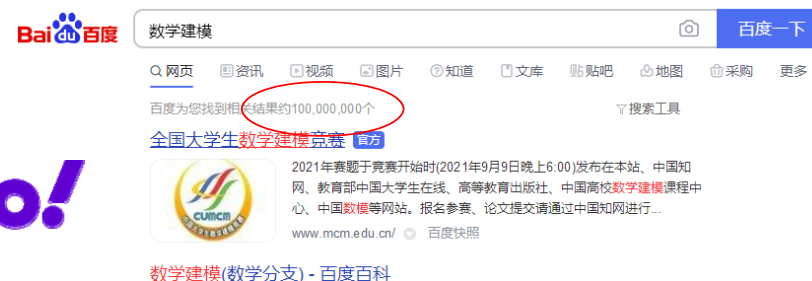 Bai du 百度 数学建模 百度一下
网页 资讯 视频 图片 知道 文库 贴吧 地图 采购 更多
百度为您找到相关结果约100,000,000个 搜索工具
全国大学生数学建模竞赛 官方
2021年赛题于竞赛开始时(2021年9月9日晚上6:00)发布在本站、中国知
网、教育部中国大学生在线、高等教育出版社、中国高校数学建模课程中
心、中国数模等网站。报名参赛、论文提交请通过中国知网进行...
CUMCM
www.mcm.edu.cn/ 百度快照
o!
数学建模(数学分支) - 百度百科